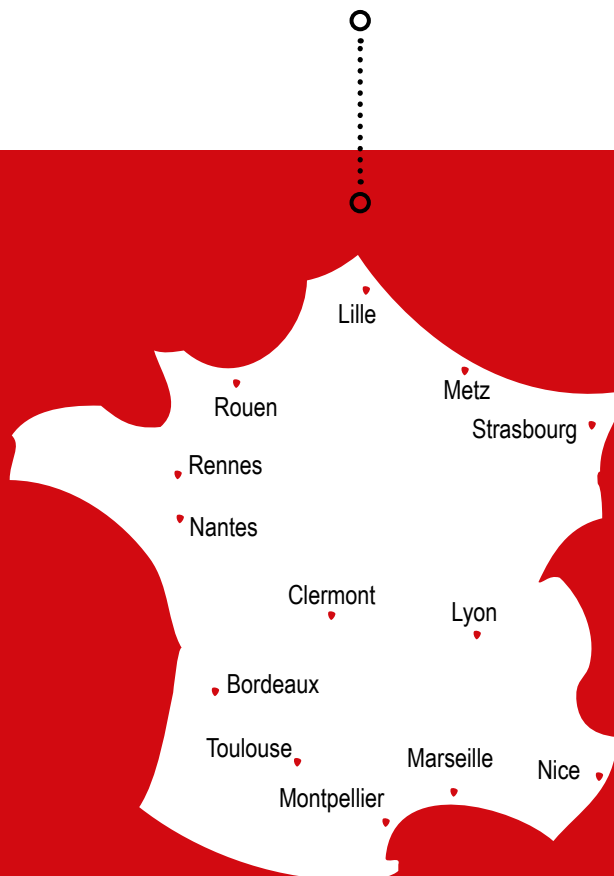 Lille
Metz
Rouen
Strasbourg
Rennes
Nantes
Clermont
Lyon
Bordeaux
Toulouse
Marseille
Nice
Montpellier